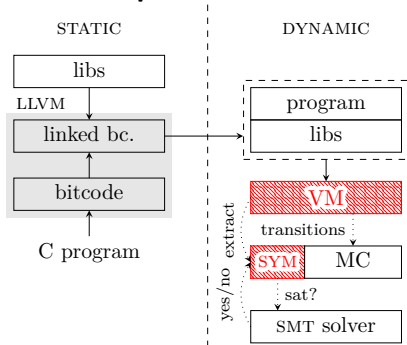 STATIC
DYNAMIC
libs
LLVM
linked bc.
bitcode
C program
program
libs
VM
transitions
extract
yes/no
SYM
MC
sat?
SMT solver